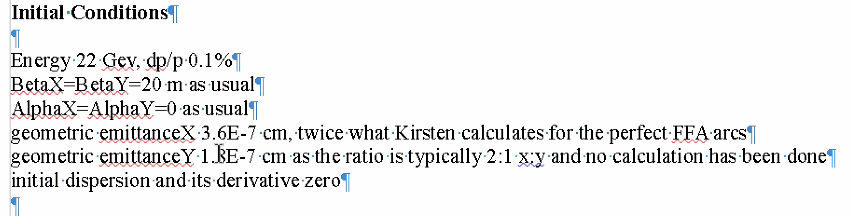 Initial Conditions
Energy 22 Gev, dp/p 0.1%
BetaX=BetaY=20 m as usual
AlphaX=AlphaY=0 as usual
geometric emittanceX 3.6E-7 cm, twice what Kirsten calculates for the perfect FFA arcs
geometric emittanceY 1.8E-7 cm as the ratio is typically 2:1 x:y and no calculation has been done
initial dispersion and its derivative zero